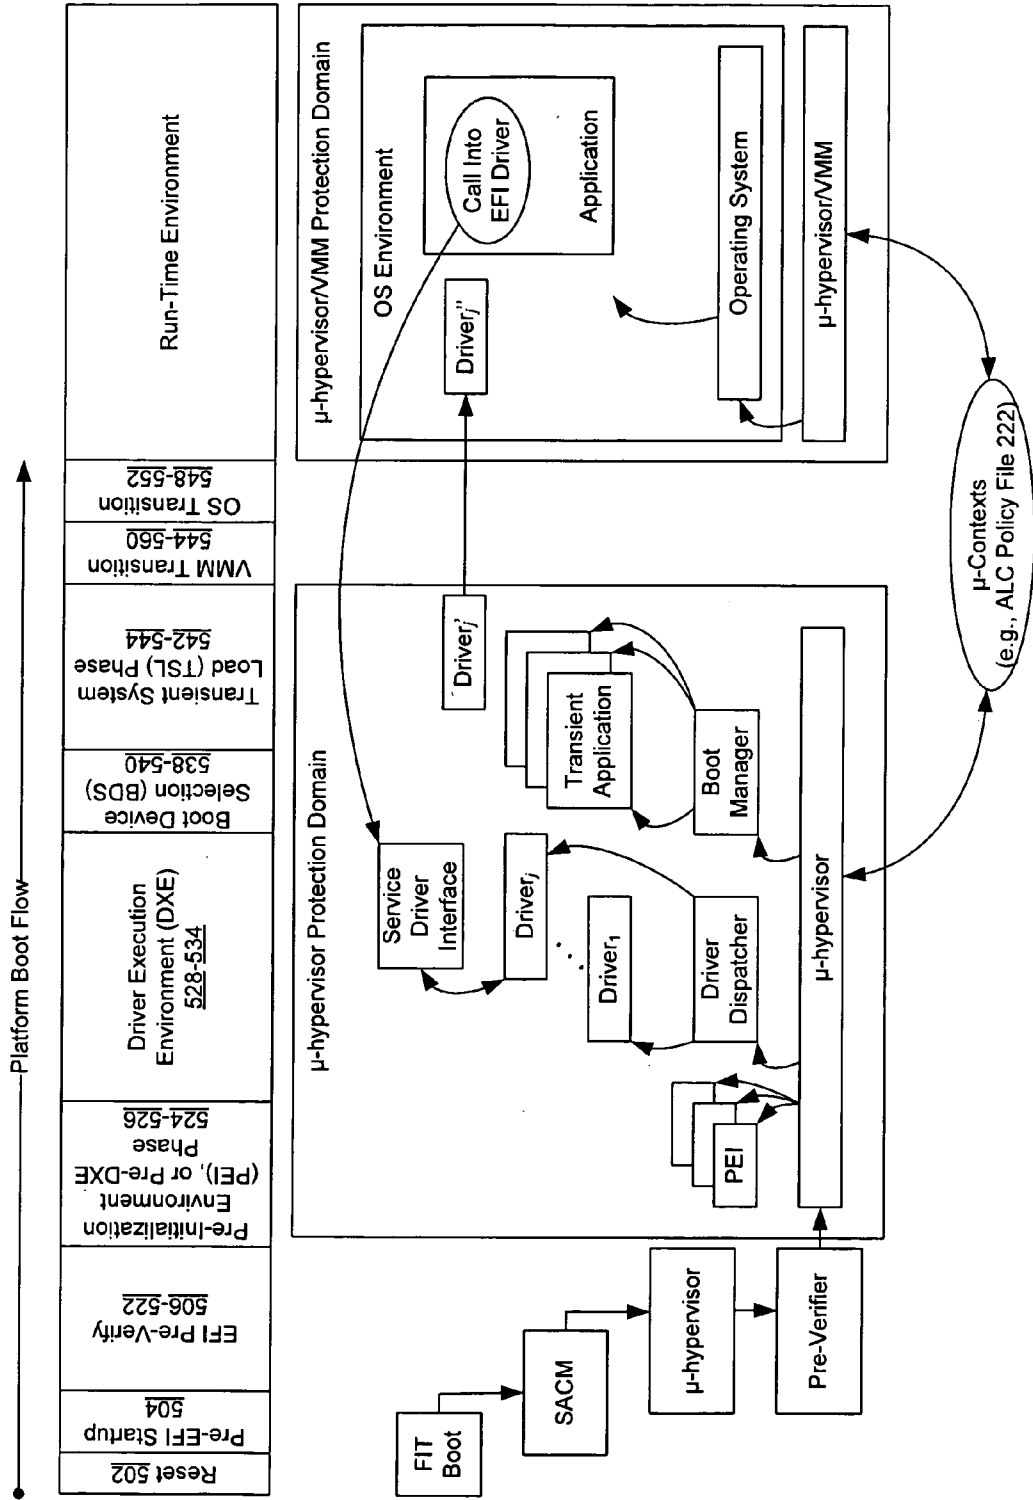 Platform Boot Flow
Reset 502
Pre-EFI Startup
504
EFI Pre-Verify
506-522
Pre-Initialization
Environment
(PEI), or Pre-DXE
Phase
524-526
Driver Execution
Environment (DXE)
528-534
Boot Device
Selection (BDS)
538-540
Transient System
Load (TSL) Phase
542-544
VMM Transition
544-560
OS Transition
548-552
Run-Time Environment
FIT
Boot
SACM
µ-hypervisor
Pre-Verifier
µ-hypervisor Protection Domain
PEI
Service
Driver
Interface
Driverj
Driver1
Driver
Dispatcher
Driverj'
Transient
Application
Boot
Manager
µ-hypervisor
µ-hypervisor/VMM Protection Domain
OS Environment
Driverj''
Call Into
EFI Driver
Application
Operating System
µ-hypervisor/VMM
µ-Contexts
(e.g., ALC Policy File 222)